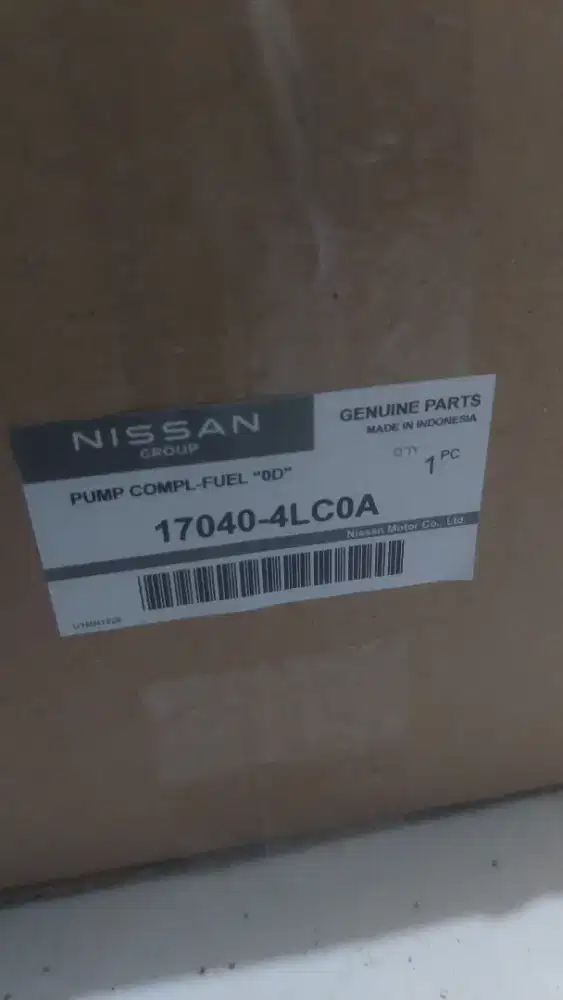 NISSAN
GROUP
GENUINE PARTS
MADE IN INDONESIA
PUMP COMPL-FUEL "0D"
Q'TY 1 PC
17040-4LC0A
Nissan Motor Co., Ltd.